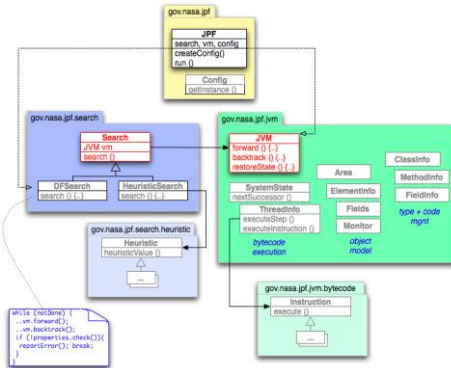 gov.nasa.jpf
JPF
search, vm, config
createConfig()
run ()
Config
getInstance ()
gov.nasa.jpf.search
Search
JVM vm
search ()
DFSearch
search () {..}
HeuristicSearch
search () {..}
gov.nasa.jpf.jvm
JVM
forward () {..}
backtrack () {..}
restoreState () {..}
SystemState
nextSuccessor ()
ThreadInfo
executeStep ()
executeInstruction ()
bytecode
execution
Area
ElementInfo
Fields
Monitor
object
model
ClassInfo
MethodInfo
FieldInfo
type + code
mgnt
gov.nasa.jpf.search.heuristic
Heuristic
heuristicValue ()
...
gov.nasa.jpf.jvm.bytecode
Instruction
execute ()
...
while (notDone) {
..vm.forward();
..vm.backtrack();
if (!properties.check()){
reportError(); break;
}
}